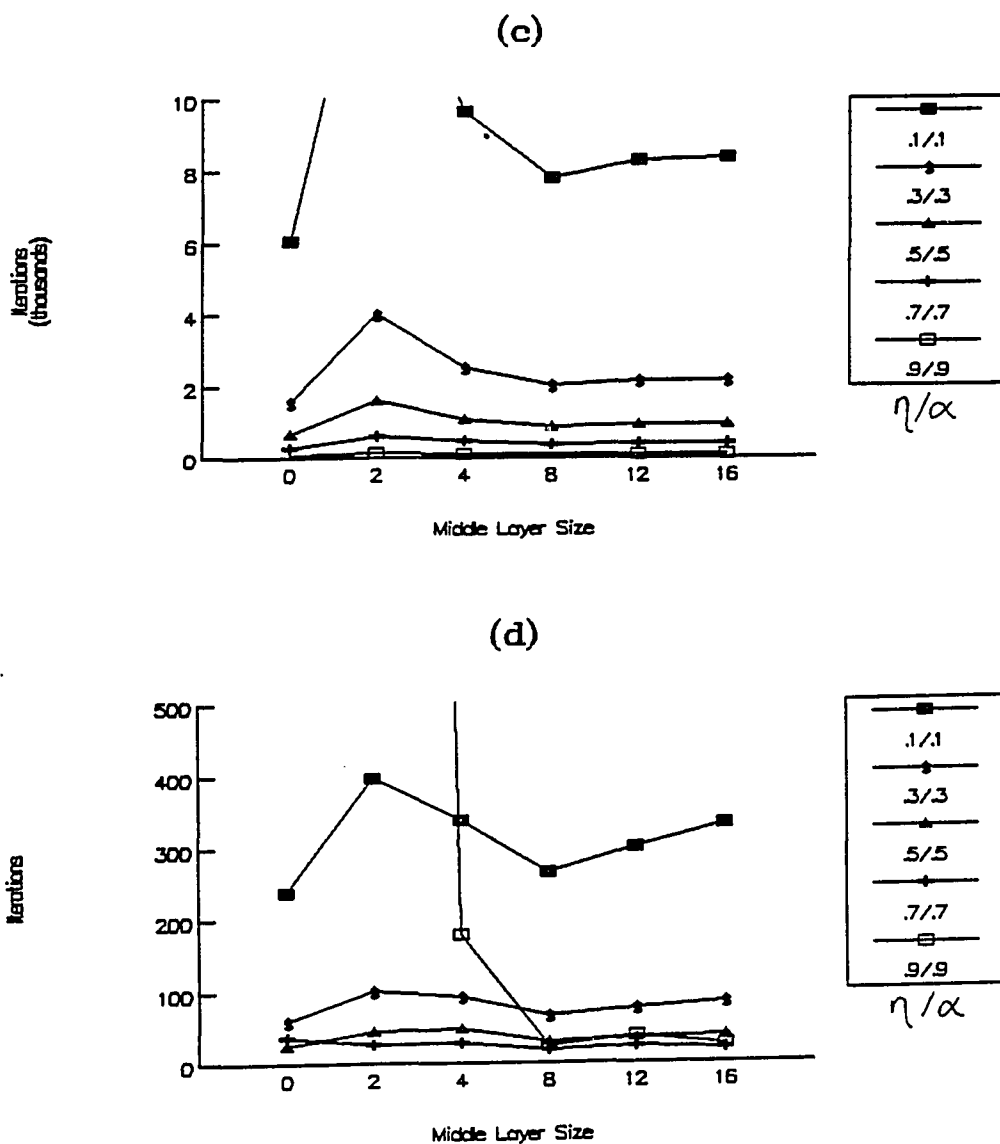 (c)
10
8
6
4
2
0
Iterations
(thousands)
0 2 4 8 12 16
Middle Layer Size
.1/.1
.3/.3
.5/.5
.7/.7
.9/.9
η/α
(d)
500
400
300
200
100
0
Iterations
0 2 4 8 12 16
Middle Layer Size
.1/.1
.3/.3
.5/.5
.7/.7
.9/.9
η/α